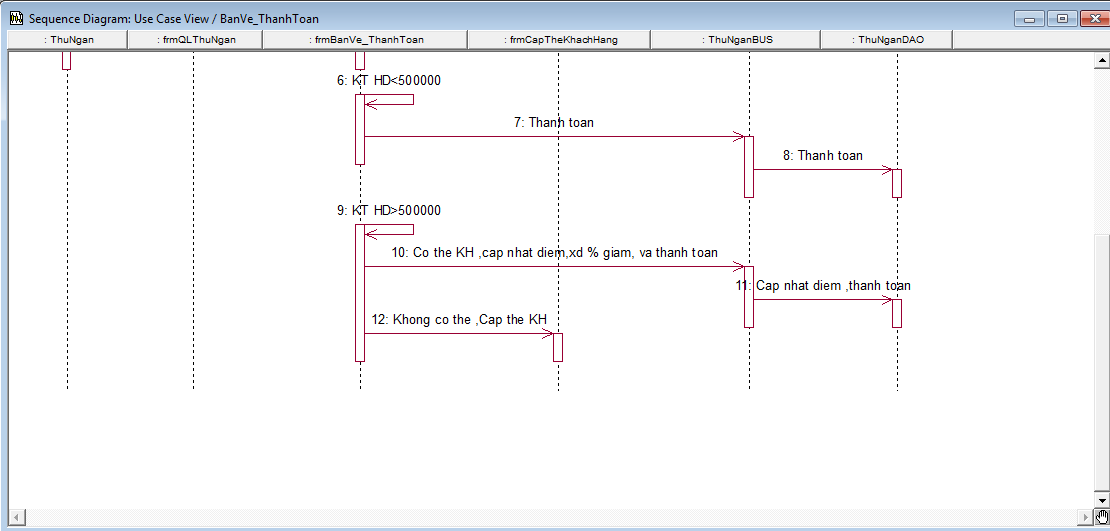 Sequence Diagram: Use Case View / BanVe_ThanhToan
: ThuNgan
: frmQLThuNgan
: frmBanVe_ThanhToan
: frmCapTheKhachHang
: ThuNganBUS
: ThuNganDAO
6: KT HD<500000
7: Thanh toan
8: Thanh toan
9: KT HD>500000
10: Co the KH ,cap nhat diem,xd % giam, va thanh toan
11: Cap nhat diem ,thanh toan
12: Khong co the ,Cap the KH